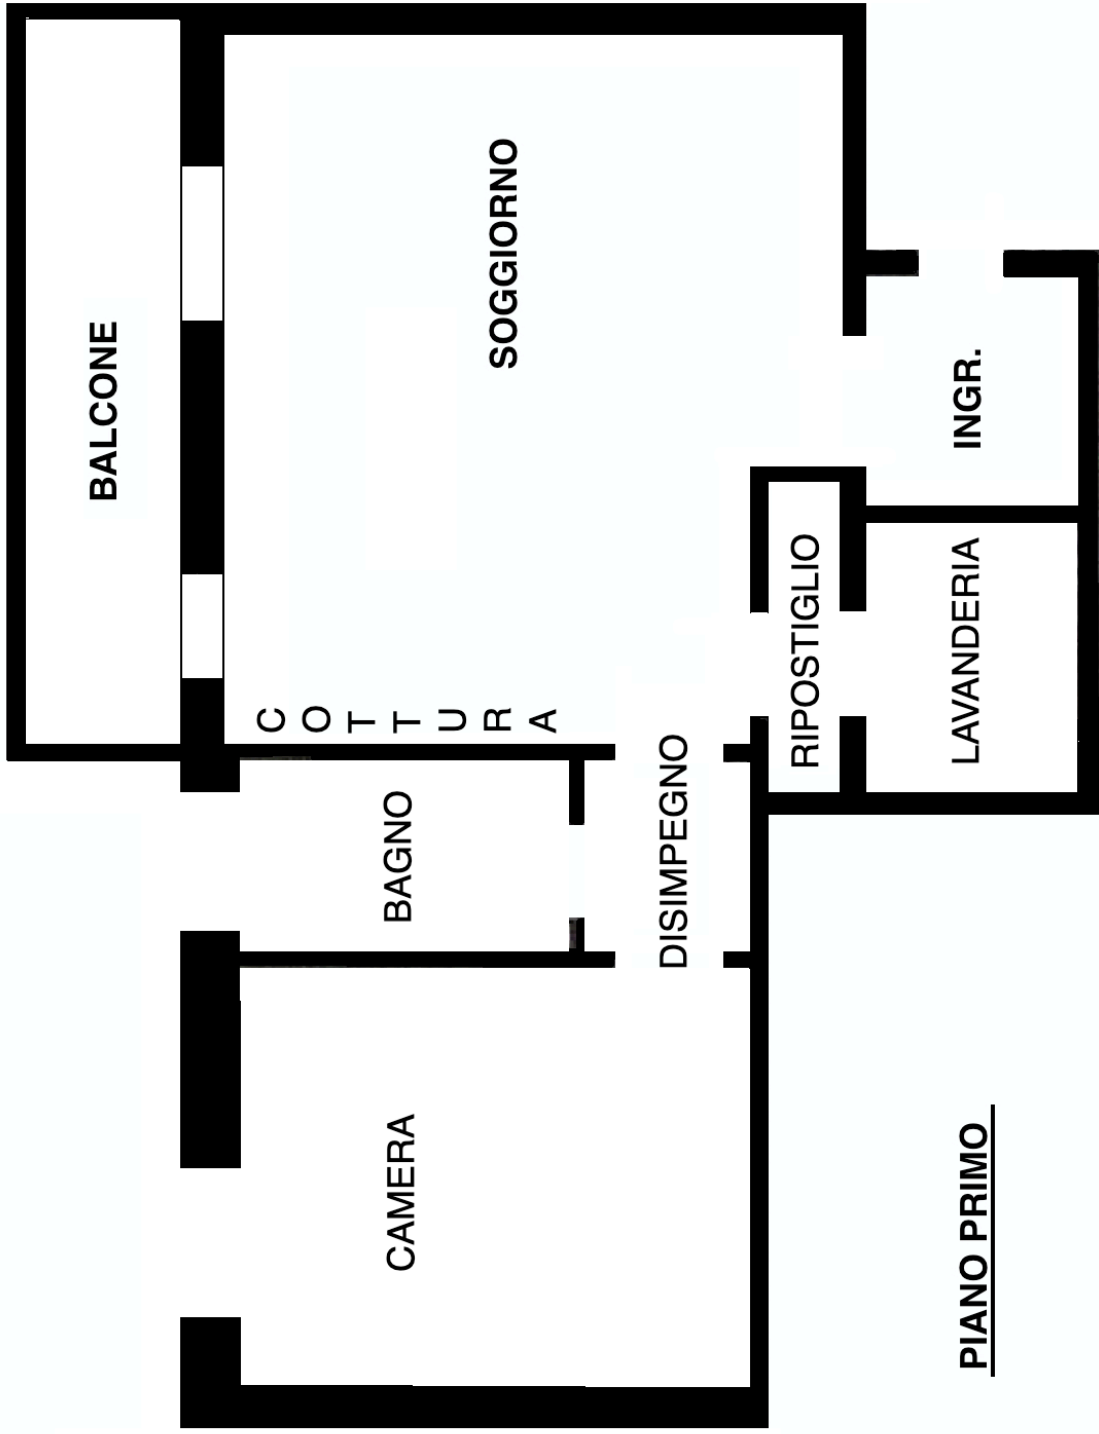 BALCONE
SOGGIORNO
INGR.
COTTURA
RIPOSTIGLIO
LAVANDERIA
BAGNO
DISIMPEGNO
CAMERA
PIANO PRIMO